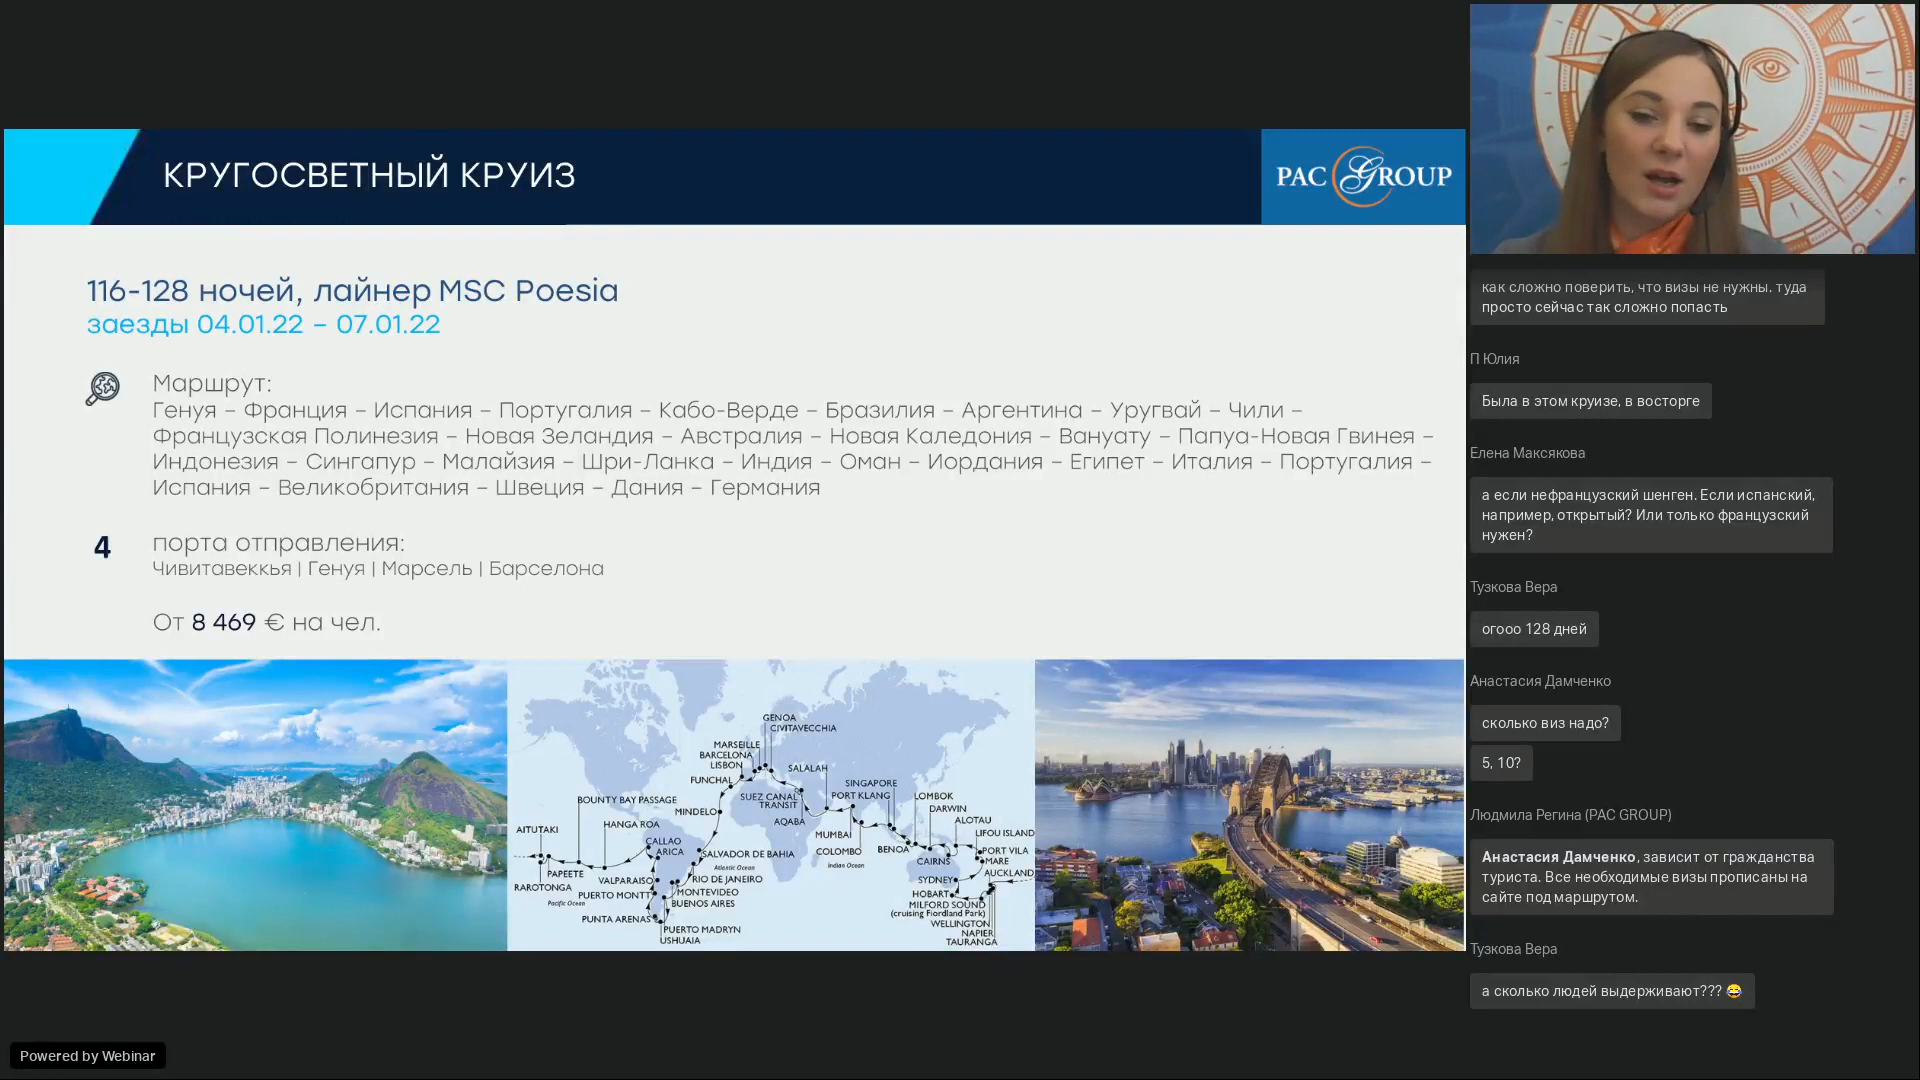 КРУГОСВЕТНЫЙ КРУИЗ
PAC GROUP
116-128 ночей, лайнер MSC Poesia
заезды 04.01.22 – 07.01.22
Маршрут:
Генуя – Франция – Испания – Португалия – Кабо-Верде – Бразилия – Аргентина – Уругвай – Чили –
Французская Полинезия – Новая Зеландия – Австралия – Новая Каледония – Вануату – Папуа-Новая Гвинея –
Индонезия – Сингапур – Малайзия – Шри-Ланка – Индия – Оман – Иордания – Египет – Италия – Португалия –
Испания – Великобритания – Швеция – Дания – Германия
4 порта отправления:
Чивитавеккья | Генуя | Марсель | Барселона
От 8 469 € на чел.
GENOA
CIVITAVECCHIA
MARSEILLE
BARCELONA
LISBON
FUNCHAL
SALALAH
SUEZ CANAL
TRANSIT
AQABA
MINDELO
SINGAPORE
PORT KLANG
LOMBOK
DARWIN
ALOTAU
LIFOU ISLAND
PORT VILA
MARE
AUCKLAND
MUMBAI
COLOMBO
Indian Ocean
BENOA
CAIRNS
SYDNEY
HOBART
MILFORD SOUND
(cruising Fiordland Park)
WELLINGTON
NAPIER
TAURANGA
BOUNTY BAY PASSAGE
AITUTAKI
HANGA ROA
CALLAO
ARICA
SALVADOR DE BAHIA
Atlantic Ocean
PAPEETE
RAROTONGA
Pacific Ocean
VALPARAISO
RIO DE JANEIRO
PUERTO MONTT
MONTEVIDEO
BUENOS AIRES
PUNTA ARENAS
PUERTO MADRYN
USHUAIA
как сложно поверить, что визы не нужны. туда
просто сейчас так сложно попасть
П Юлия
Была в этом круизе, в восторге
Елена Максякова
а если нефранцузский шенген. Если испанский,
например, открытый? Или только французский
нужен?
Тузкова Вера
огооо 128 дней
Анастасия Дамченко
сколько виз надо?
5, 10?
Людмила Регина (PAC GROUP)
Анастасия Дамченко, зависит от гражданства
туриста. Все необходимые визы прописаны на
сайте под маршрутом.
Тузкова Вера
а сколько людей выдерживают??? 😂
Powered by Webinar